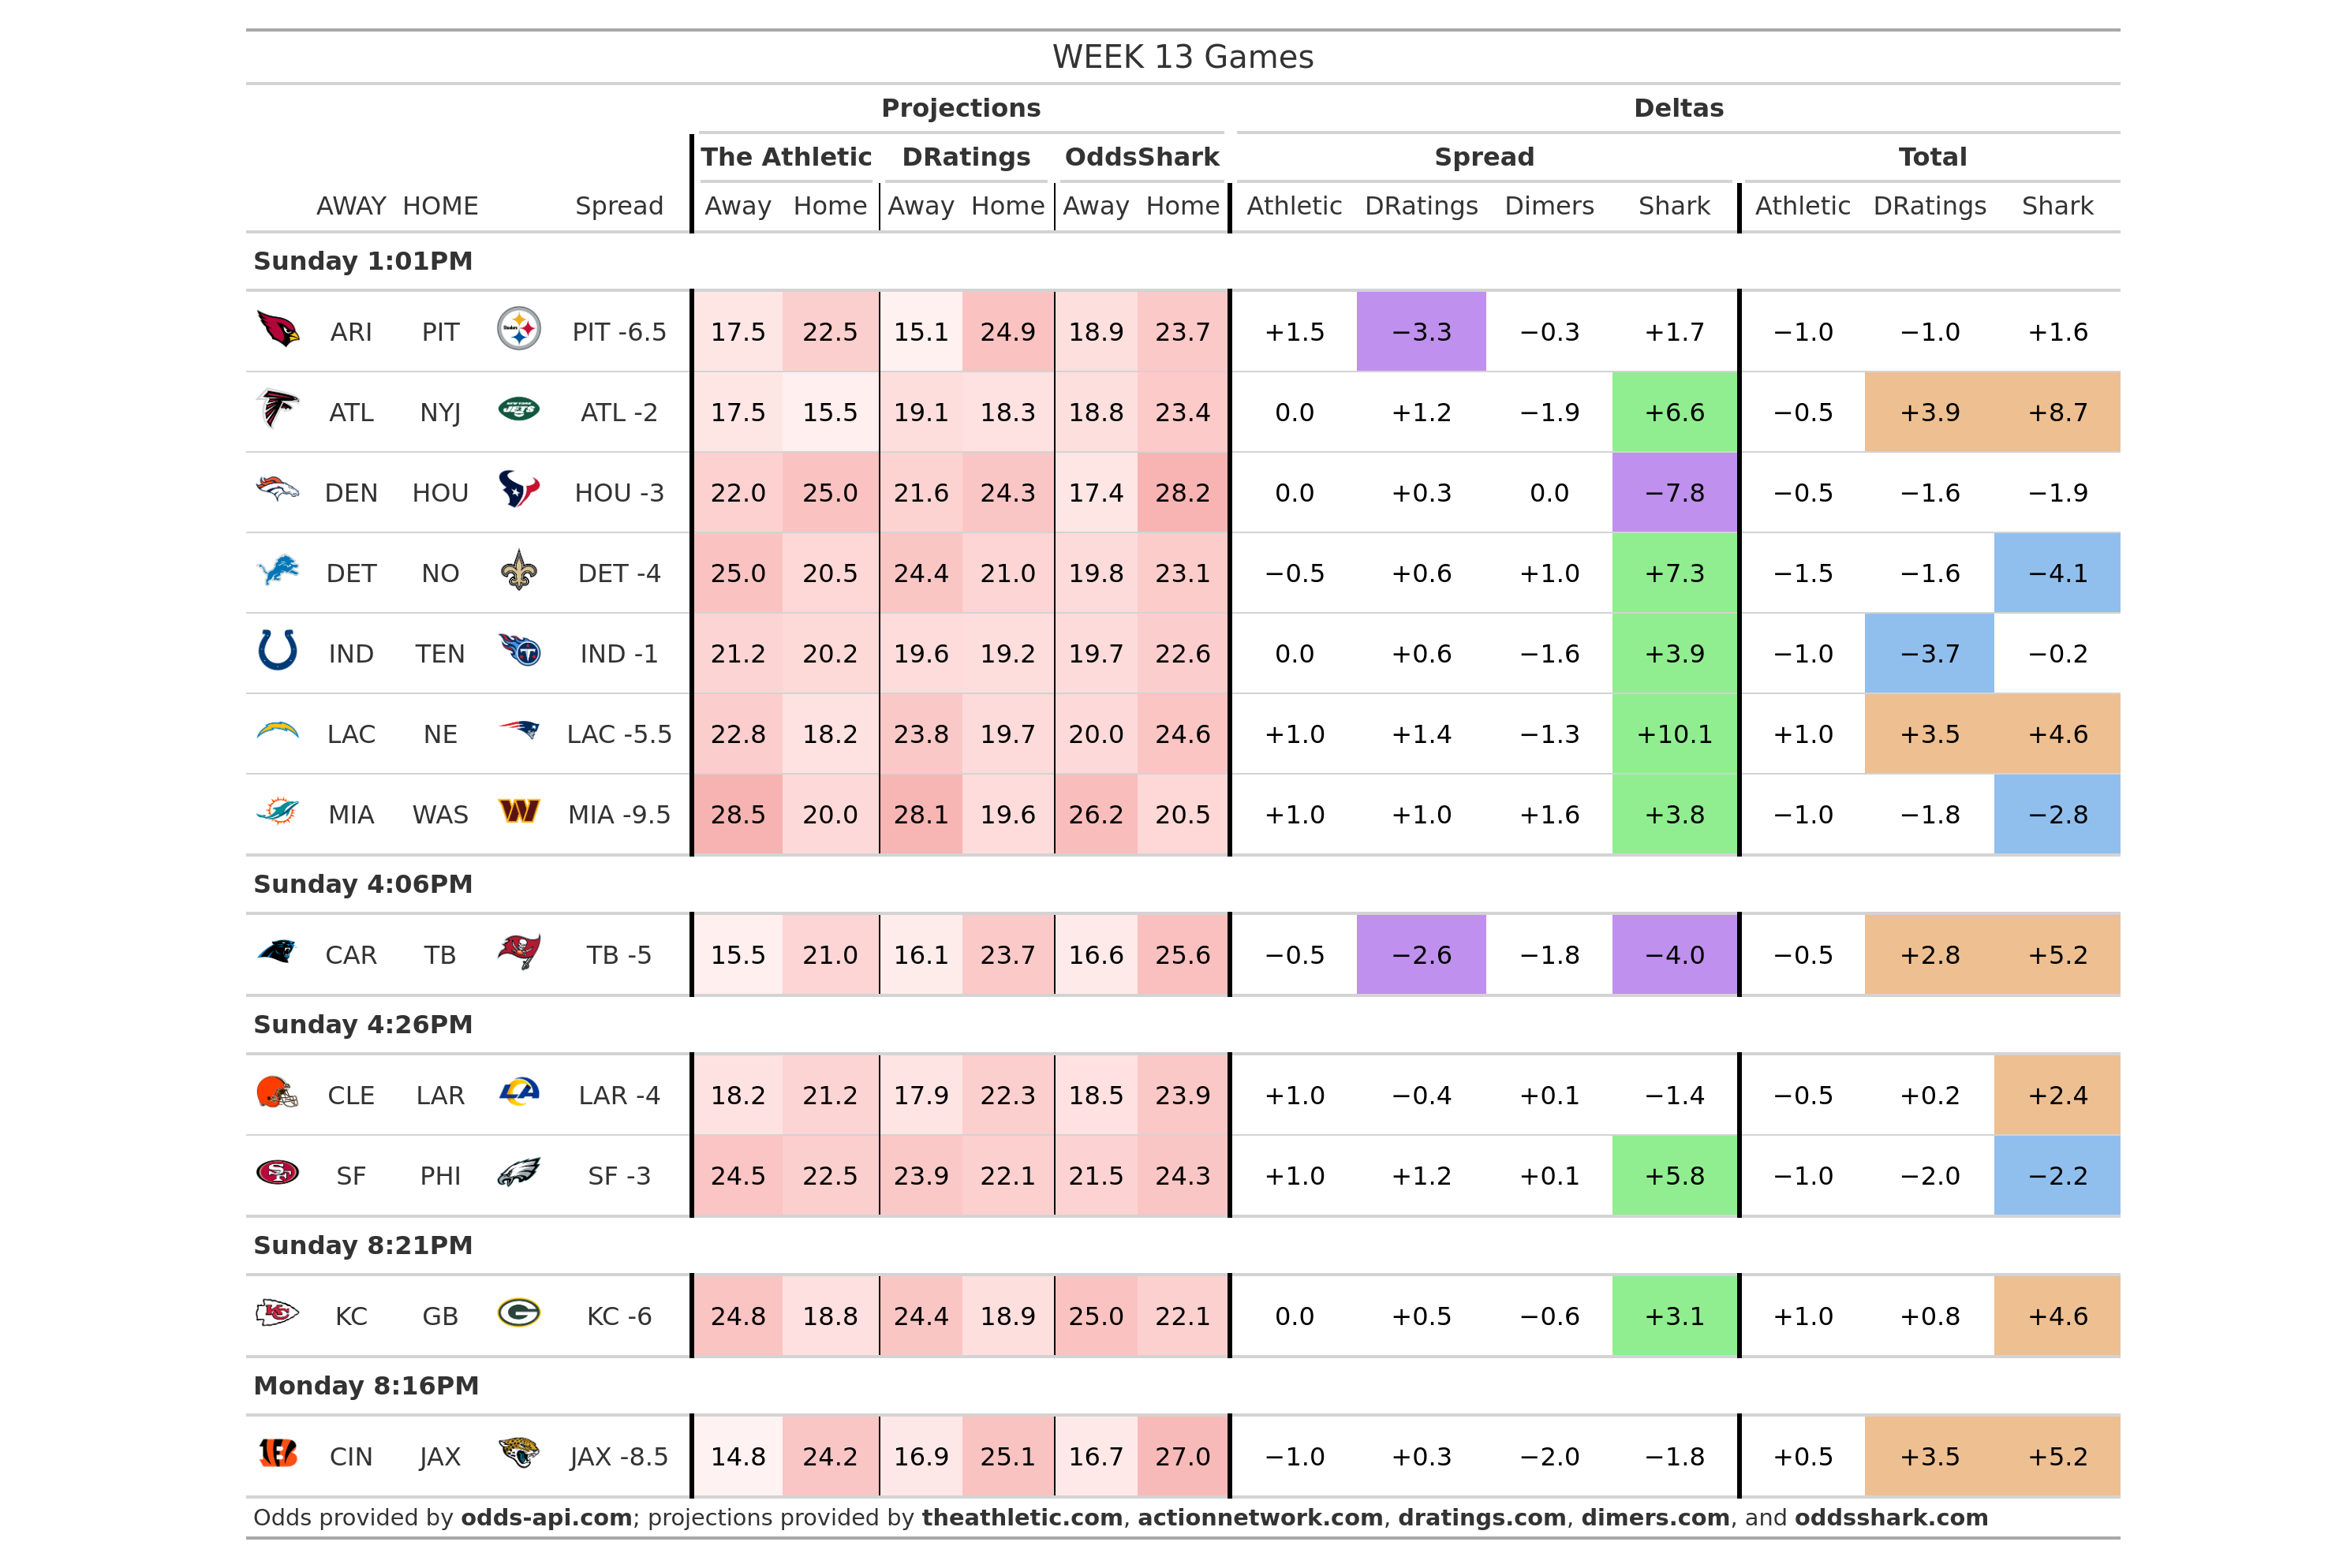 WEEK 13 Games
Projections Deltas
The Athletic DRatings OddsShark Spread Total
AWAY HOME Spread Away Home Away Home Away Home Athletic DRatings Dimers Shark Athletic DRatings Shark
Sunday 1:01PM
ARI PIT PIT -6.5 17.5 22.5 15.1 24.9 18.9 23.7 +1.5 −3.3 −0.3 +1.7 −1.0 −1.0 +1.6
ATL NYJ ATL -2 17.5 15.5 19.1 18.3 18.8 23.4 0.0 +1.2 −1.9 +6.6 −0.5 +3.9 +8.7
DEN HOU HOU -3 22.0 25.0 21.6 24.3 17.4 28.2 0.0 +0.3 0.0 −7.8 −0.5 −1.6 −1.9
DET NO DET -4 25.0 20.5 24.4 21.0 19.8 23.1 −0.5 +0.6 +1.0 +7.3 −1.5 −1.6 −4.1
IND TEN IND -1 21.2 20.2 19.6 19.2 19.7 22.6 0.0 +0.6 −1.6 +3.9 −1.0 −3.7 −0.2
LAC NE LAC -5.5 22.8 18.2 23.8 19.7 20.0 24.6 +1.0 +1.4 −1.3 +10.1 +1.0 +3.5 +4.6
MIA WAS MIA -9.5 28.5 20.0 28.1 19.6 26.2 20.5 +1.0 +1.0 +1.6 +3.8 −1.0 −1.8 −2.8
Sunday 4:06PM
CAR TB TB -5 15.5 21.0 16.1 23.7 16.6 25.6 −0.5 −2.6 −1.8 −4.0 −0.5 +2.8 +5.2
Sunday 4:26PM
CLE LAR LAR -4 18.2 21.2 17.9 22.3 18.5 23.9 +1.0 −0.4 +0.1 −1.4 −0.5 +0.2 +2.4
SF PHI SF -3 24.5 22.5 23.9 22.1 21.5 24.3 +1.0 +1.2 +0.1 +5.8 −1.0 −2.0 −2.2
Sunday 8:21PM
KC GB KC -6 24.8 18.8 24.4 18.9 25.0 22.1 0.0 +0.5 −0.6 +3.1 +1.0 +0.8 +4.6
Monday 8:16PM
CIN JAX JAX -8.5 14.8 24.2 16.9 25.1 16.7 27.0 −1.0 +0.3 −2.0 −1.8 +0.5 +3.5 +5.2
Odds provided by odds-api.com; projections provided by theathletic.com, actionnetwork.com, dratings.com, dimers.com, and oddsshark.com